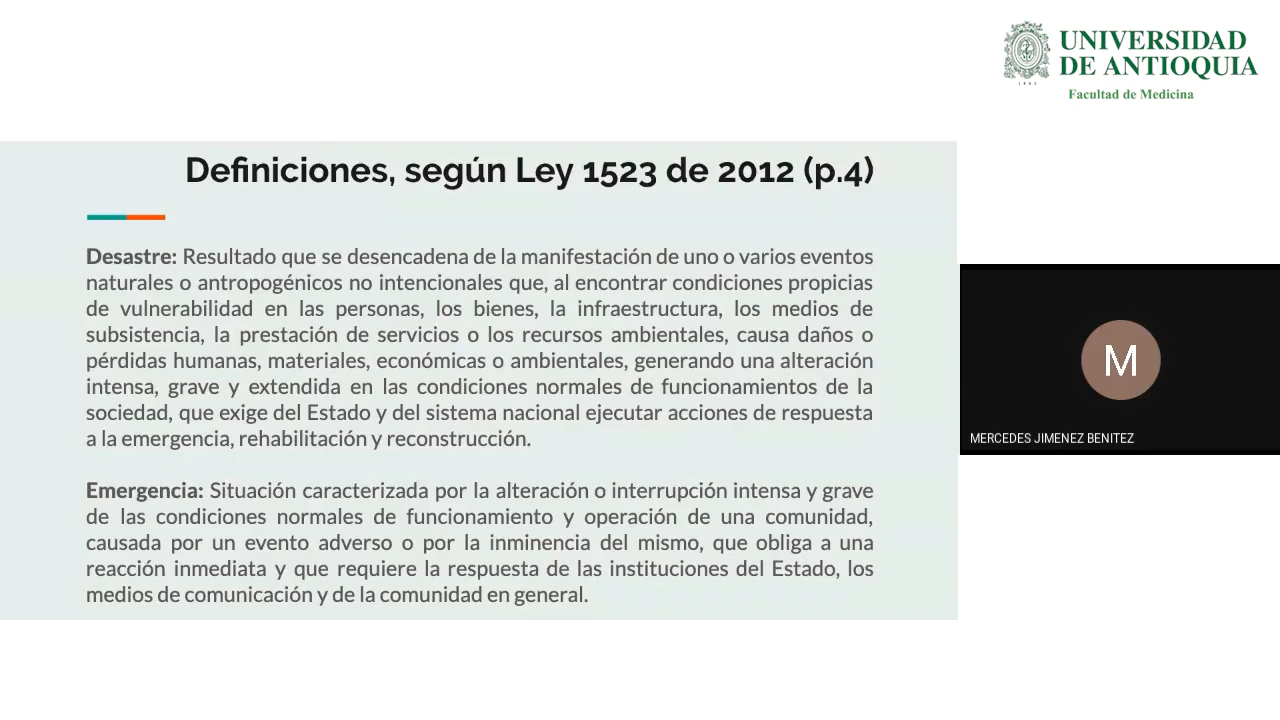 UNIVERSIDAD
DE ANTIOQUIA
1803
Facultad de Medicina
Definiciones, según Ley 1523 de 2012 (p.4)
Desastre: Resultado que se desencadena de la manifestación de uno o varios eventos
naturales o antropogénicos no intencionales que, al encontrar condiciones propicias
de vulnerabilidad en las personas, los bienes, la infraestructura, los medios de
subsistencia, la prestación de servicios o los recursos ambientales, causa daños o
pérdidas humanas, materiales, económicas o ambientales, generando una alteración
intensa, grave y extendida en las condiciones normales de funcionamientos de la
sociedad, que exige del Estado y del sistema nacional ejecutar acciones de respuesta
a la emergencia, rehabilitación y reconstrucción.
Emergencia: Situación caracterizada por la alteración o interrupción intensa y grave
de las condiciones normales de funcionamiento y operación de una comunidad,
causada por un evento adverso o por la inminencia del mismo, que obliga a una
reacción inmediata y que requiere la respuesta de las instituciones del Estado, los
medios de comunicación y de la comunidad en general.
M
MERCEDES JIMENEZ BENITEZ